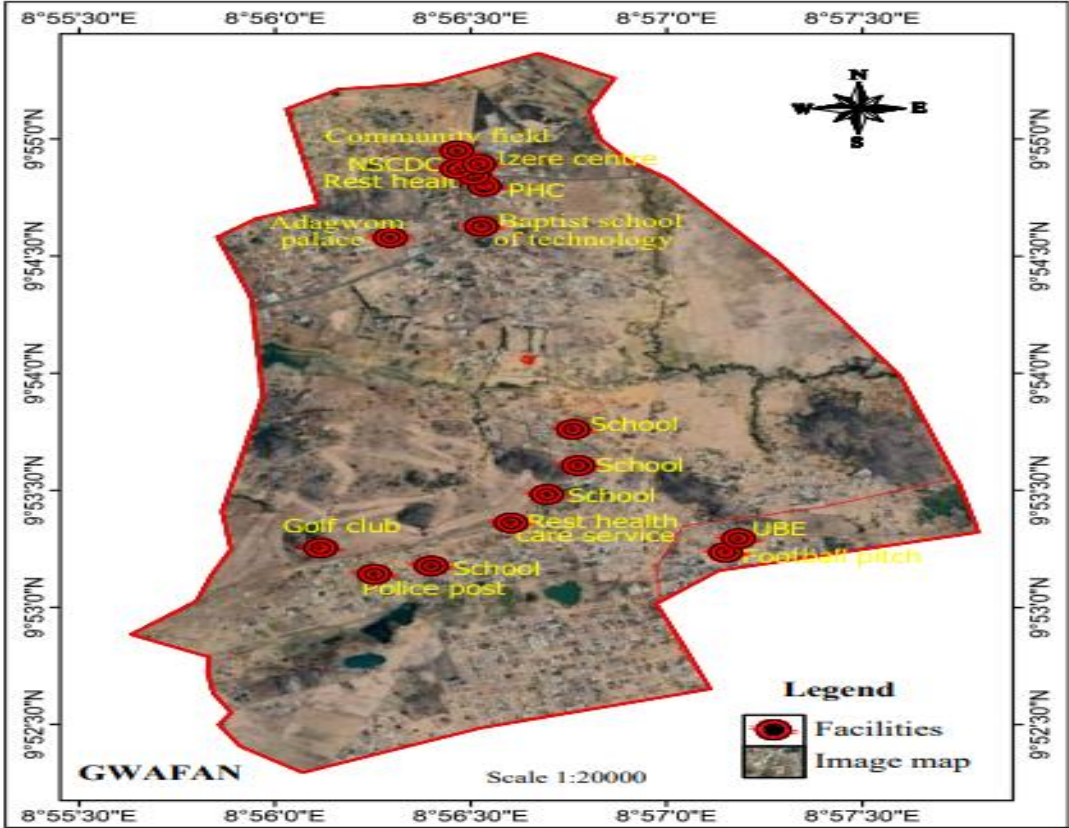 8°55'30"E 8°56'0"E 8°56'30"E 8°57'0"E 8°57'30"E
N
W E
S
9°55'0"N 9°55'0"N
Community field
NSCDC Izere centre
Rest health PHC
Adagwom palace
Baptist school of technology
9°54'30"N 9°54'30"N
9°54'0"N 9°54'0"N
School
School
9°53'30"N 9°53'30"N
School
Golf club
Rest health
care service
UBE
Football pitch
School
Police post
9°53'0"N 9°53'0"N
Legend
9°52'30"N 9°52'30"N
Facilities
Image map
GWAFAN
Scale 1:20000
8°55'30"E 8°56'0"E 8°56'30"E 8°57'0"E 8°57'30"E